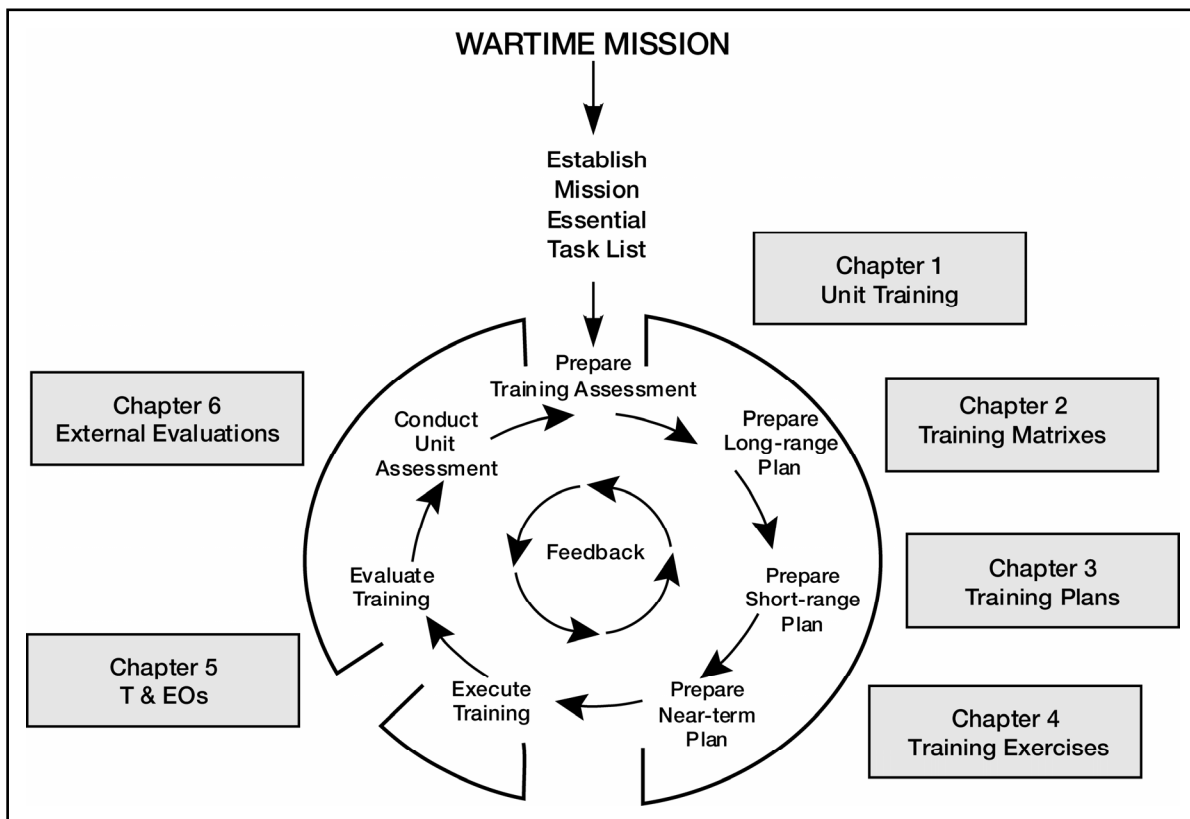 WARTIME MISSION
Establish
Mission
Essential
Task List
Chapter 1
Unit Training
Prepare
Training Assessment
Chapter 6
External Evaluations
Chapter 2
Training Matrixes
Conduct
Unit
Assessment
Prepare
Long-range
Plan
Feedback
Chapter 3
Training Plans
Evaluate
Training
Prepare
Short-range
Plan
Chapter 5
T & EOs
Execute
Training
Prepare
Near-term
Plan
Chapter 4
Training Exercises